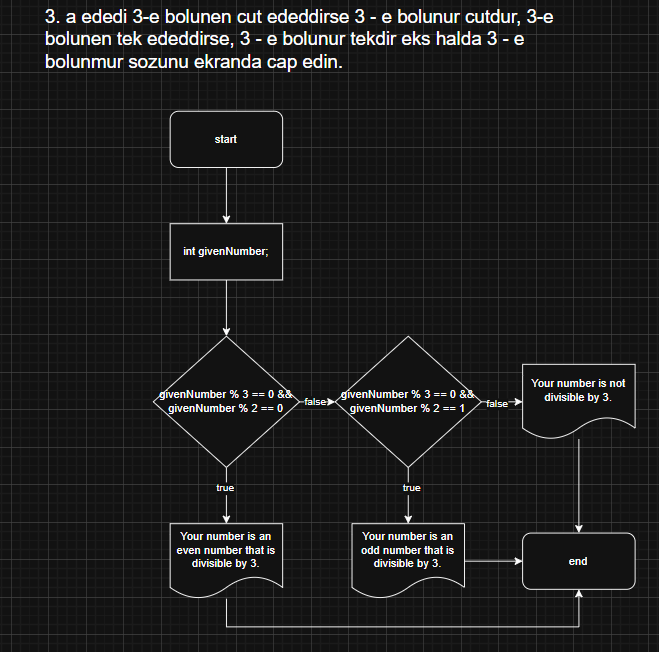 3. a ededi 3-e bolunen cut ededdirse 3 - e bolunur cutdur, 3-e
bolunen tek ededdirse, 3 - e bolunur tekdir eks halda 3 - e
bolunmur sozunu ekranda cap edin.
start
int givenNumber;
givenNumber % 3 == 0 &&
givenNumber % 2 == 0
false
givenNumber % 3 == 0 &&
givenNumber % 2 == 1
false
Your number is not
divisible by 3.
true
true
Your number is an
even number that is
divisible by 3.
Your number is an
odd number that is
divisible by 3.
end